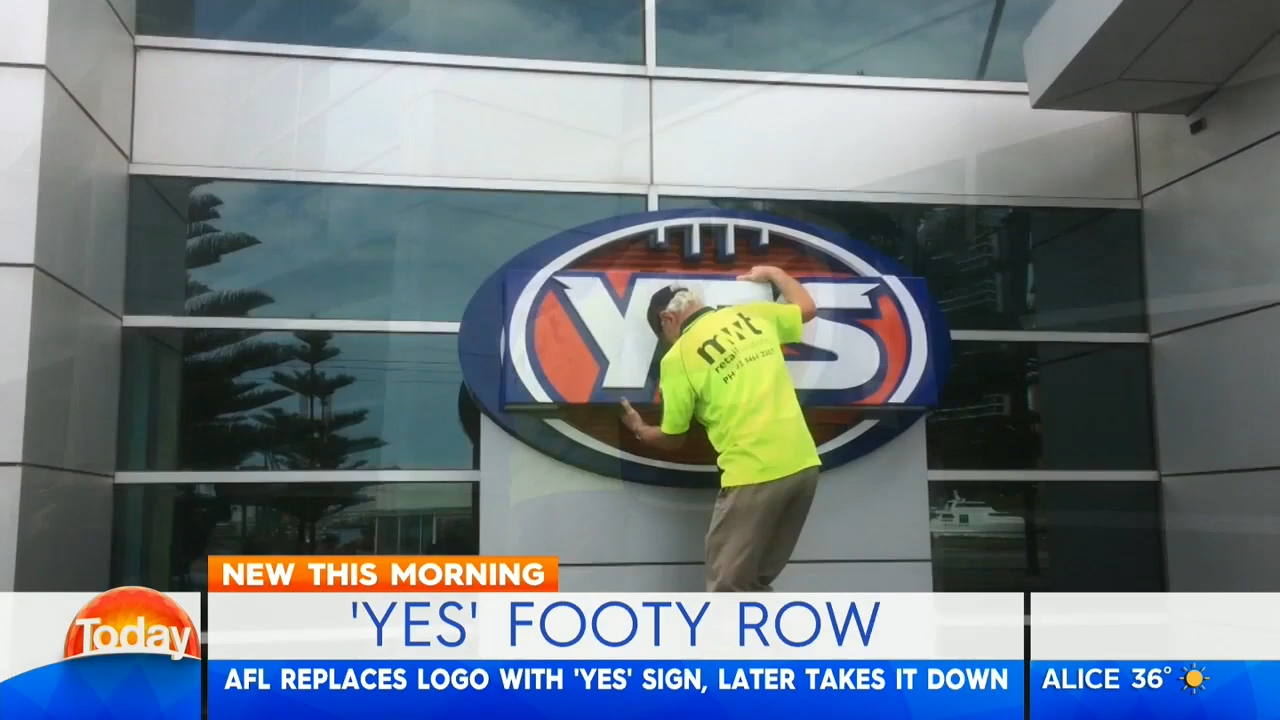 YES
mwt
retail
NEW THIS MORNING
Today
'YES' FOOTY ROW
AFL REPLACES LOGO WITH 'YES' SIGN, LATER TAKES IT DOWN
ALICE 36°